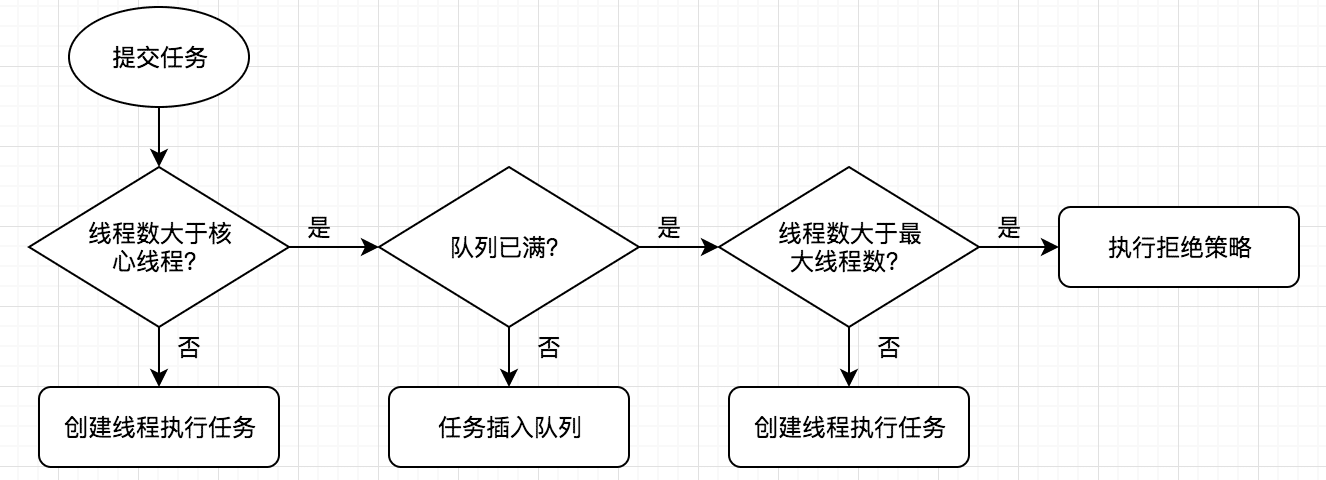 提交任务
线程数大于核
心线程?
是
队列已满?
是
线程数大于最
大线程数?
是
执行拒绝策略
否
否
否
创建线程执行任务
任务插入队列
创建线程执行任务